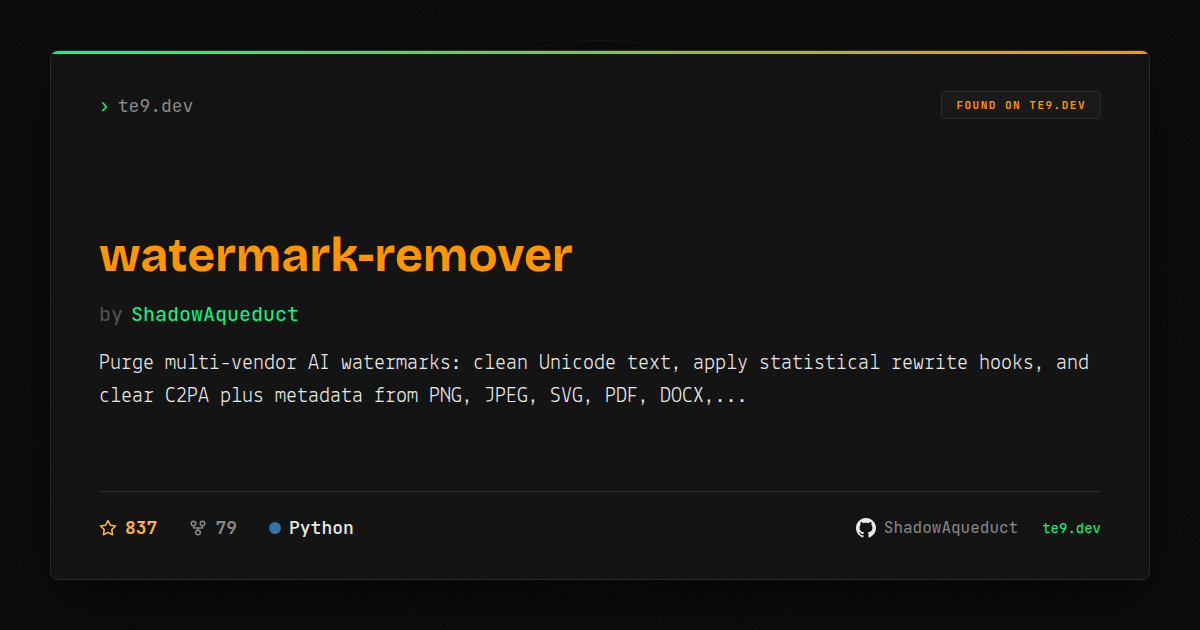 › te9.dev
FOUND ON TE9.DEV
watermark-remover
by ShadowAqueduct
Purge multi-vendor AI watermarks: clean Unicode text, apply statistical rewrite hooks, and
clear C2PA plus metadata from PNG, JPEG, SVG, PDF, DOCX,...
837 79 Python
ShadowAqueduct te9.dev